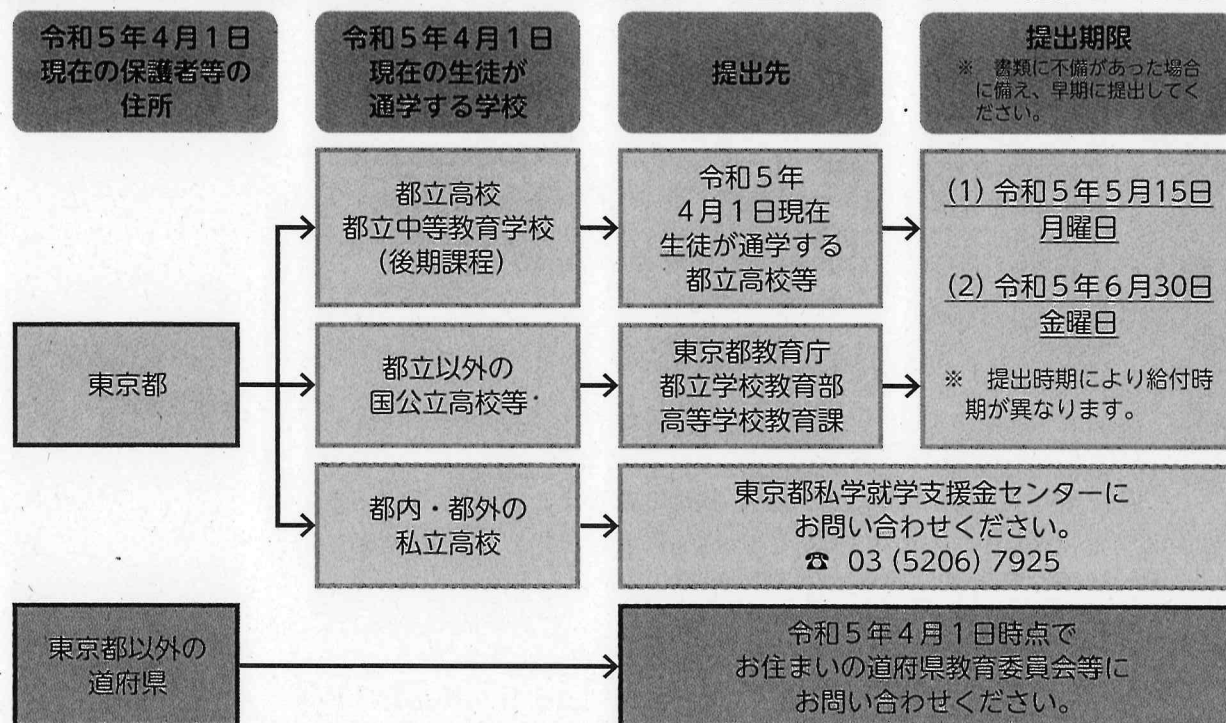 令和５年４月１日
現在の保護者等の
住所
令和５年４月１日
現在の生徒が
通学する学校
提出先
提出期限
※　書類に不備があった場合
に備え、早期に提出してく
ださい。
東京都
都立高校
都立中等教育学校
(後期課程)
令和５年
４月１日現在
生徒が通学する
都立高校等
(1) 令和５年５月15日
月曜日
(2) 令和５年６月30日
金曜日
※　提出時期により給付時
期が異なります。
都立以外の
国公立高校等
東京都教育庁
都立学校教育部
高等学校教育課
都内・都外の
私立高校
東京都私学就学支援金センターに
お問い合わせください。
☎ 03 (5206) 7925
東京都以外の
道府県
令和５年４月１日時点で
お住まいの道府県教育委員会等に
お問い合わせください。